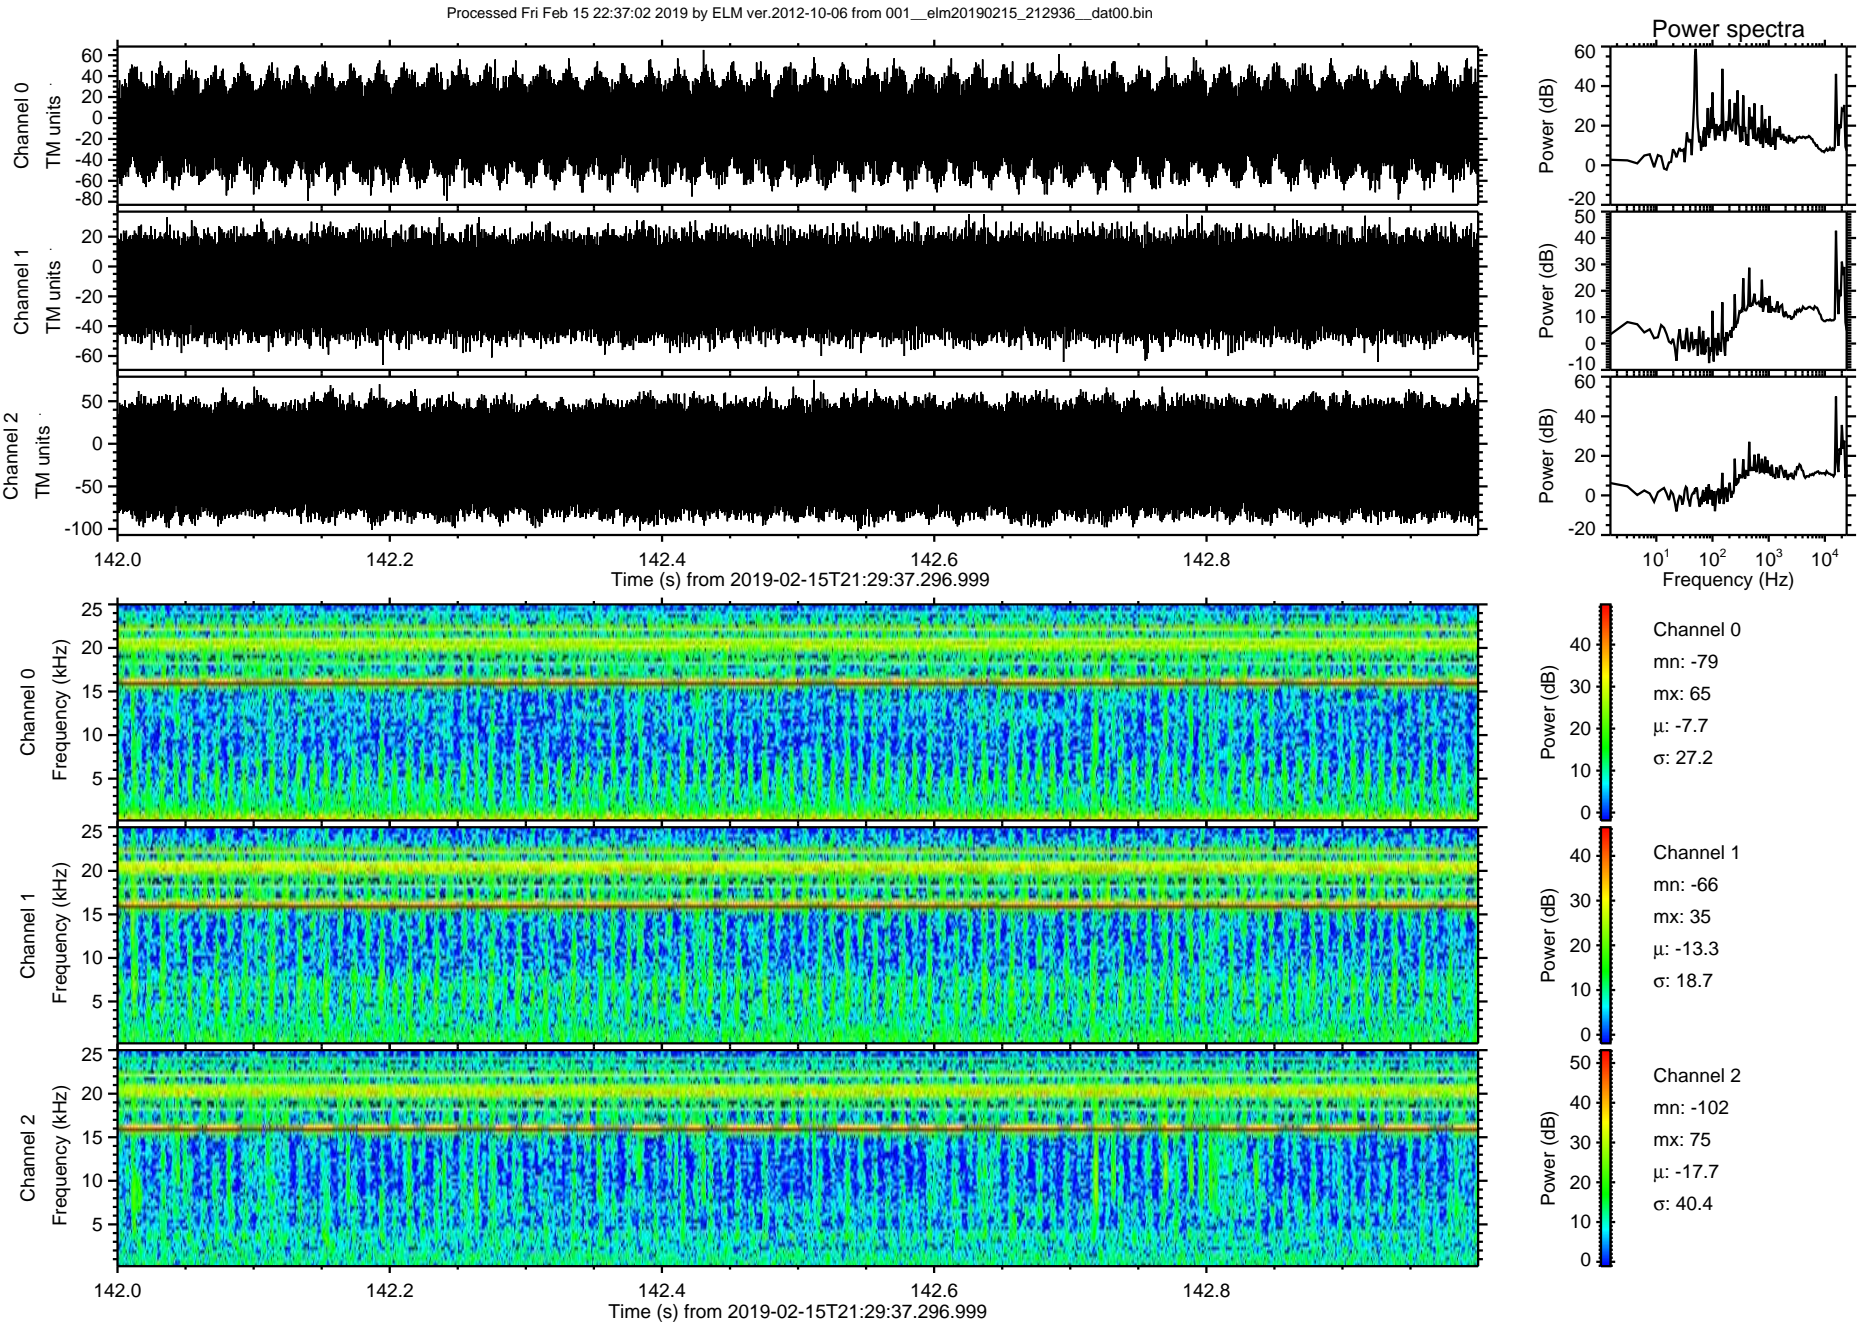 Processed Fri Feb 15 22:37:02 2019 by ELM ver.2012-10-06 from 001__elm20190215_212936__dat00.bin
Power spectra
Channel 0
TM units
60
40
20
0
-20
-40
-60
-80
Power (dB)
60
40
20
0
-20
Channel 1
TM units
20
0
-20
-40
-60
Power (dB)
50
40
30
20
10
0
-10
Channel 2
TM units
50
0
-50
-100
Power (dB)
60
40
20
0
-20
142.0 142.2 142.4 142.6 142.8
Time (s) from 2019-02-15T21:29:37.296.999
10¹ 10² 10³ 10⁴
Frequency (Hz)
Channel 0
Frequency (kHz)
25
20
15
10
5
Power (dB)
40
30
20
10
0
Channel 0
mn: -79
mx: 65
μ: -7.7
σ: 27.2
Channel 1
Frequency (kHz)
25
20
15
10
5
Power (dB)
40
30
20
10
0
Channel 1
mn: -66
mx: 35
μ: -13.3
σ: 18.7
Channel 2
Frequency (kHz)
25
20
15
10
5
Power (dB)
50
40
30
20
10
0
Channel 2
mn: -102
mx: 75
μ: -17.7
σ: 40.4
142.0 142.2 142.4 142.6 142.8
Time (s) from 2019-02-15T21:29:37.296.999